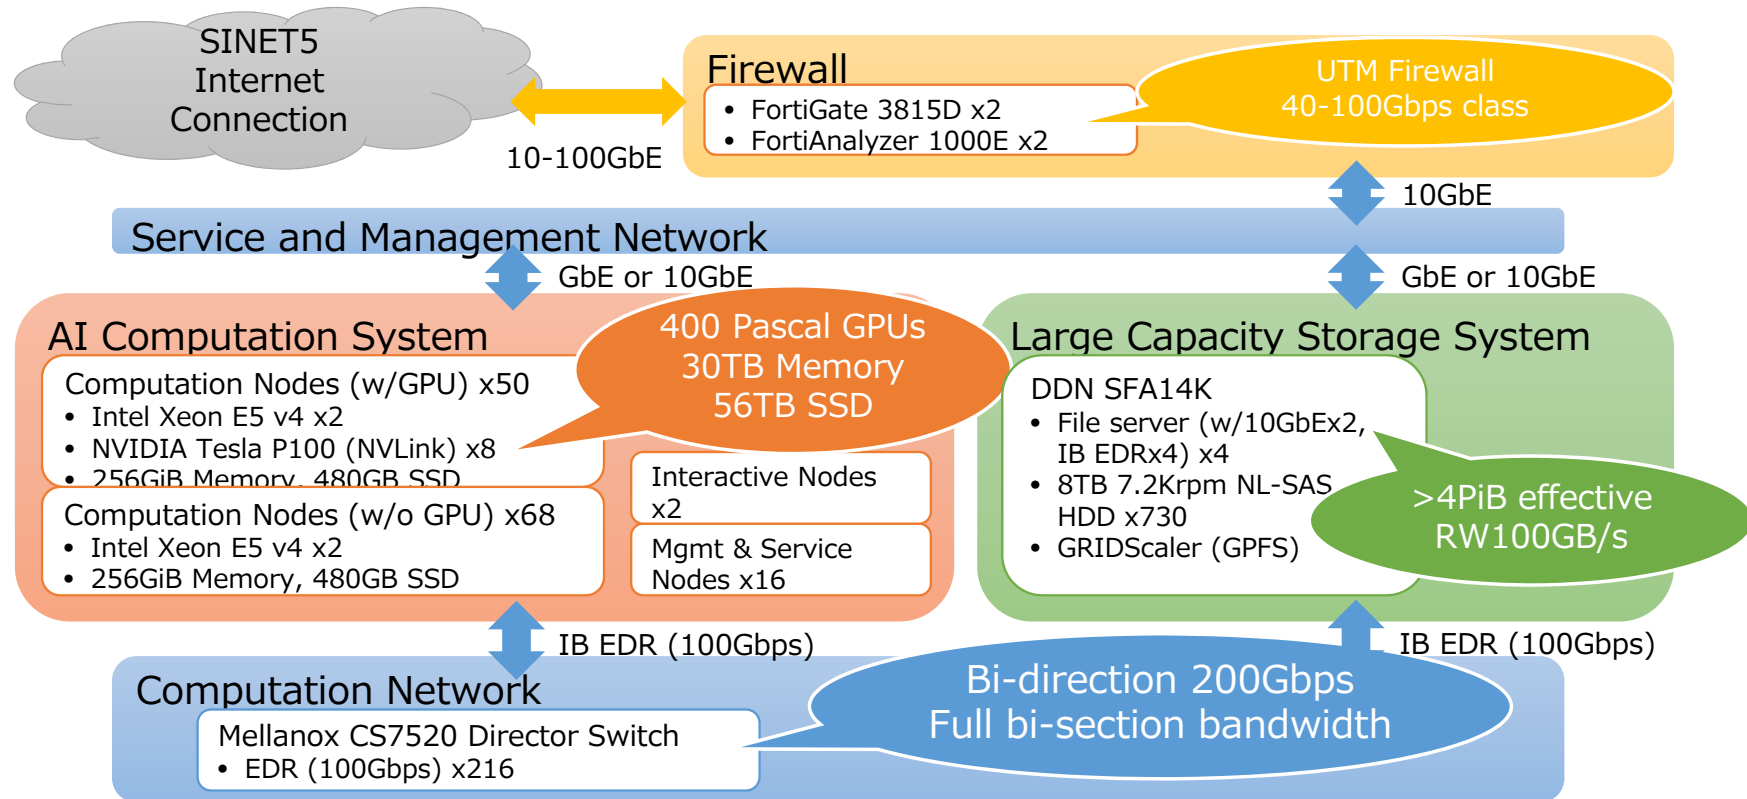 SINET5
Internet
Connection
10-100GbE
Firewall
• FortiGate 3815D x2
• FortiAnalyzer 1000E x2
UTM Firewall
40-100Gbps class
10GbE
Service and Management Network
GbE or 10GbE
GbE or 10GbE
AI Computation System
400 Pascal GPUs
30TB Memory
56TB SSD
Computation Nodes (w/GPU) x50
• Intel Xeon E5 v4 x2
• NVIDIA Tesla P100 (NVLink) x8
• 256GiB Memory, 480GB SSD
Computation Nodes (w/o GPU) x68
• Intel Xeon E5 v4 x2
• 256GiB Memory, 480GB SSD
Interactive Nodes
x2
Mgmt & Service
Nodes x16
Large Capacity Storage System
DDN SFA14K
• File server (w/10GbEx2,
IB EDRx4) x4
• 8TB 7.2Krpm NL-SAS
HDD x730
• GRIDScaler (GPFS)
>4PiB effective
RW100GB/s
IB EDR (100Gbps)
IB EDR (100Gbps)
Computation Network
Mellanox CS7520 Director Switch
• EDR (100Gbps) x216
Bi-direction 200Gbps
Full bi-section bandwidth